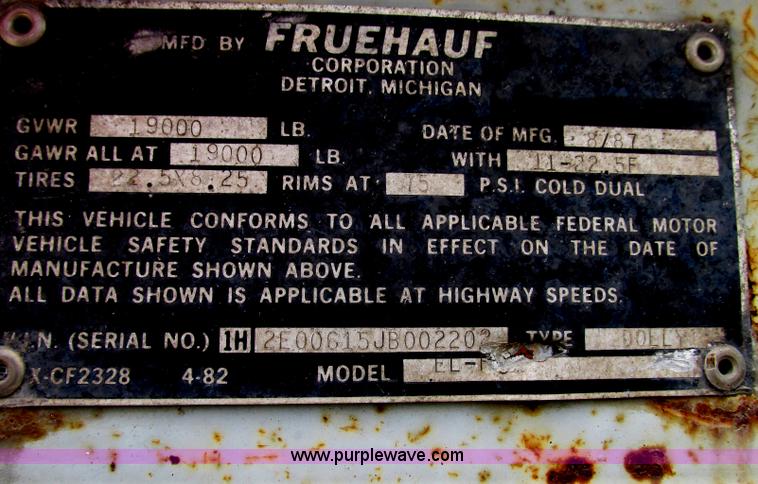 MFD BY FRUEHAUF
CORPORATION
DETROIT, MICHIGAN
GVWR 19000 LB. DATE OF MFG. 8/87
GAWR ALL AT 19000 LB. WITH 11-22.5F
TIRES 22.5X8.25 RIMS AT 75 P.S.I. COLD DUAL
THIS VEHICLE CONFORMS TO ALL APPLICABLE FEDERAL MOTOR
VEHICLE SAFETY STANDARDS IN EFFECT ON THE DATE OF
MANUFACTURE SHOWN ABOVE.
ALL DATA SHOWN IS APPLICABLE AT HIGHWAY SPEEDS.
V.I.N. (SERIAL NO.) 1H 2E00615JB002202 TYPE DOLLY
X-CF2328 4-82 MODEL
www.purplewave.com